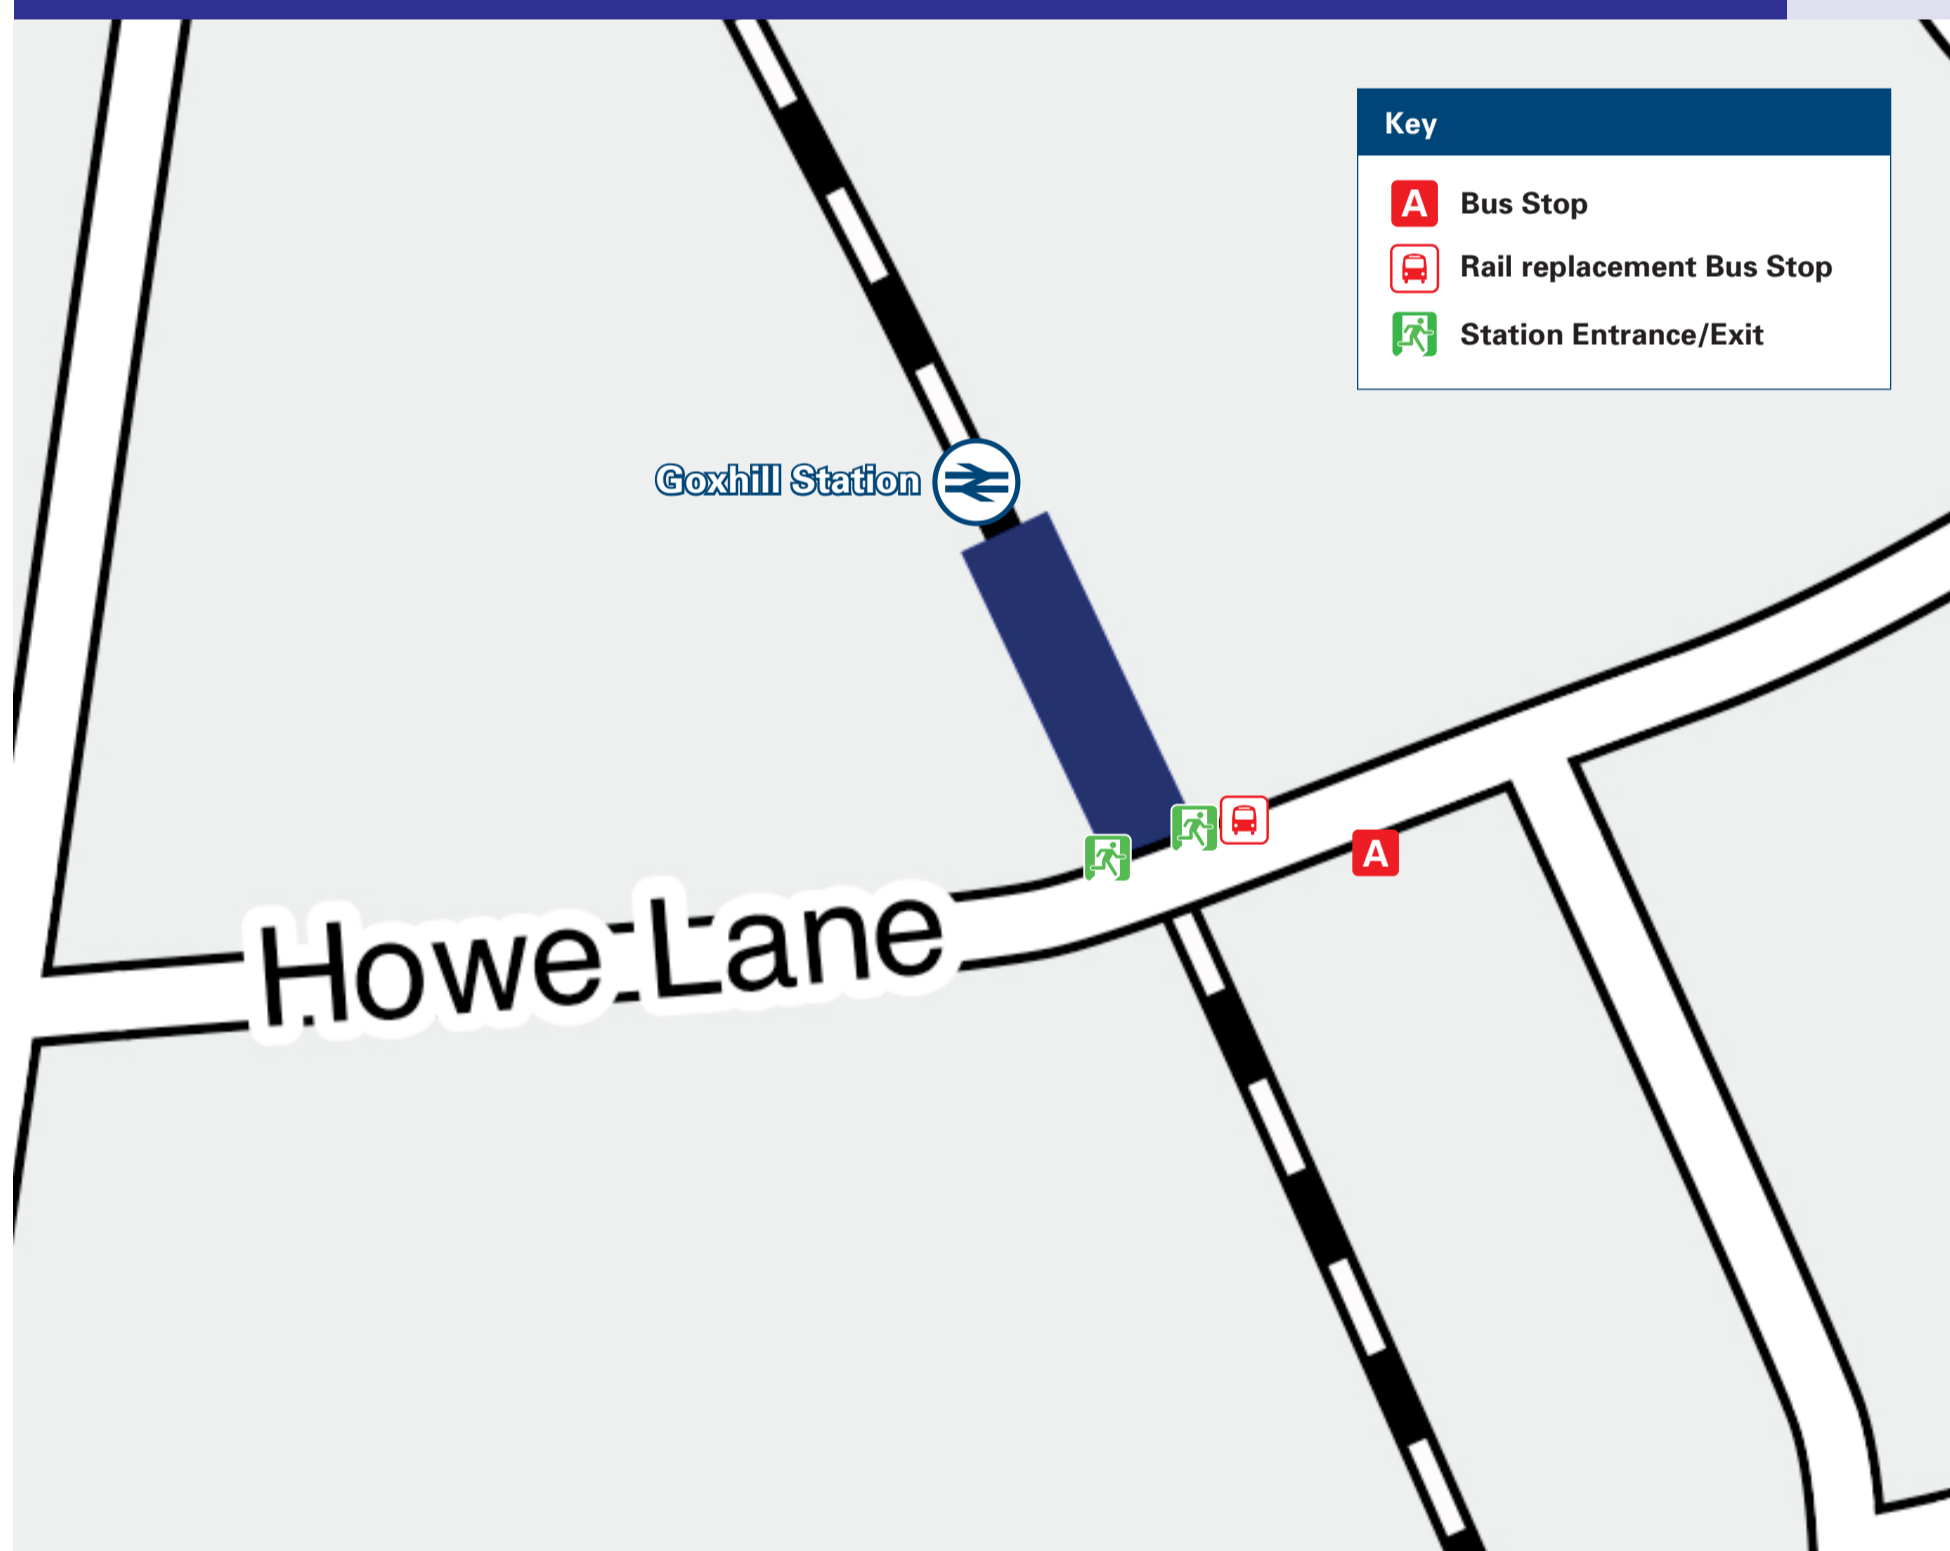 Key
A Bus Stop
Rail replacement Bus Stop
Station Entrance/Exit
Goxhill Station
A
Howe Lane